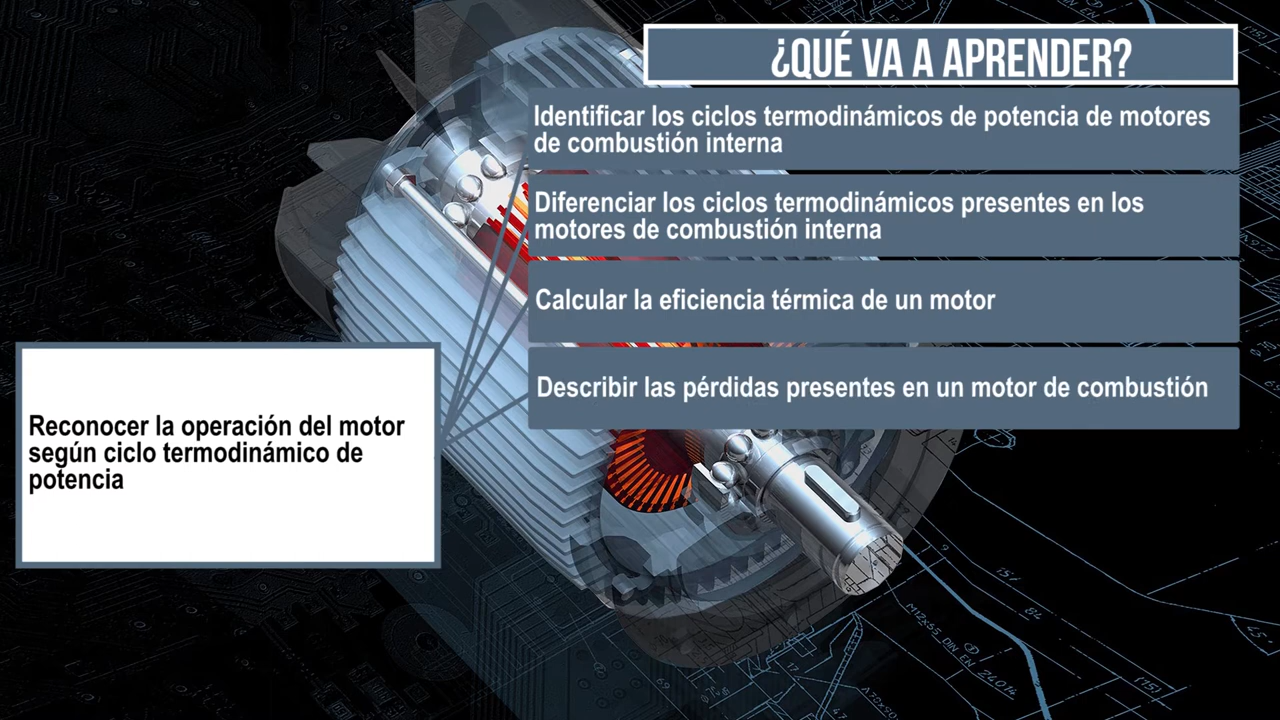 ¿QUÉ VA A APRENDER?
Identificar los ciclos termodinámicos de potencia de motores
de combustión interna
Diferenciar los ciclos termodinámicos presentes en los
motores de combustión interna
Calcular la eficiencia térmica de un motor
Describir las pérdidas presentes en un motor de combustión
Reconocer la operación del motor
según ciclo termodinámico de
potencia